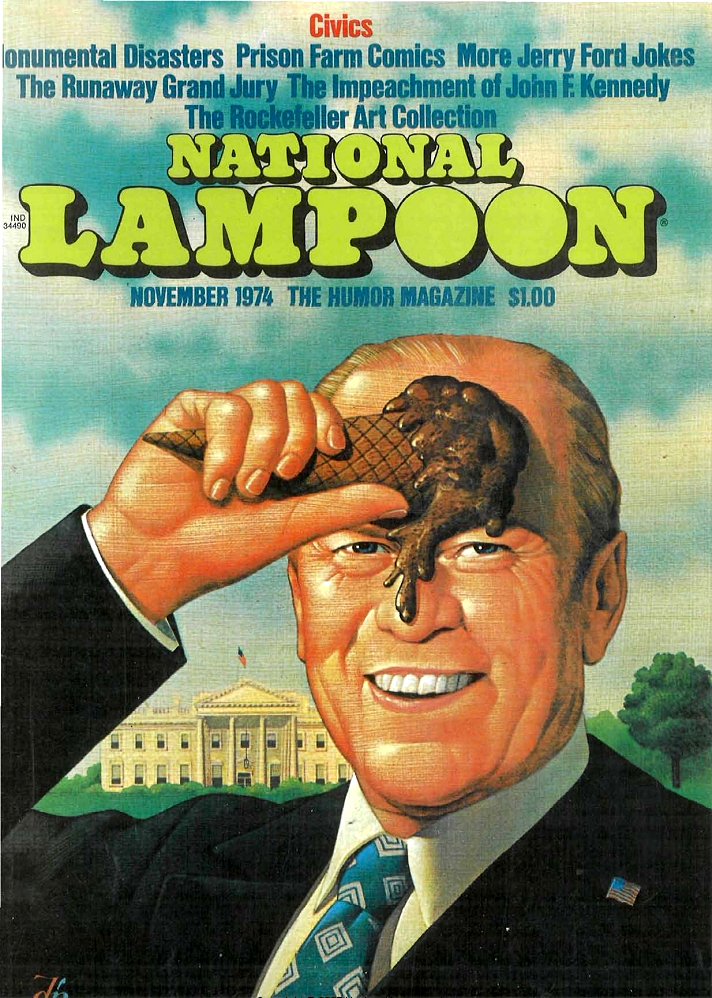 Civics
onumental Disasters Prison Farm Comics More Jerry Ford Jokes
The Runaway Grand Jury The Impeachment of John F. Kennedy
The Rockefeller Art Collection
NATIONAL
LAMPOON®
IND
34490
NOVEMBER 1974 THE HUMOR MAGAZINE $1.00